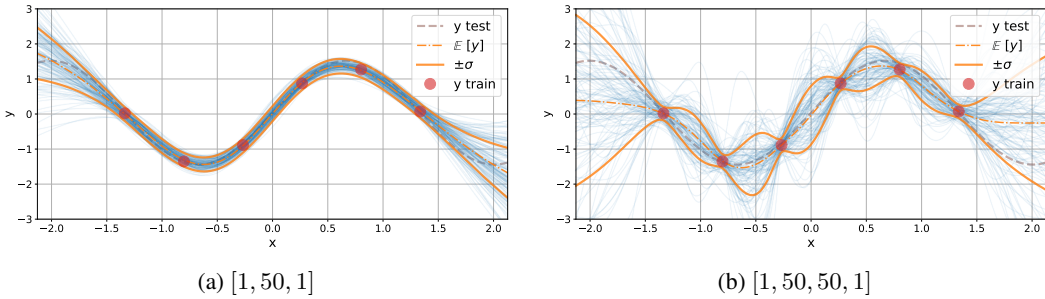 3
2
1
0
−1
−2
−3
y
−2.0 −1.5 −1.0 −0.5 0.0 0.5 1.0 1.5 2.0
x
y test
𝔼 [y]
±σ
y train
(a) [1, 50, 1]
3
2
1
0
−1
−2
−3
y
−2.0 −1.5 −1.0 −0.5 0.0 0.5 1.0 1.5 2.0
x
y test
𝔼 [y]
±σ
y train
(b) [1, 50, 50, 1]